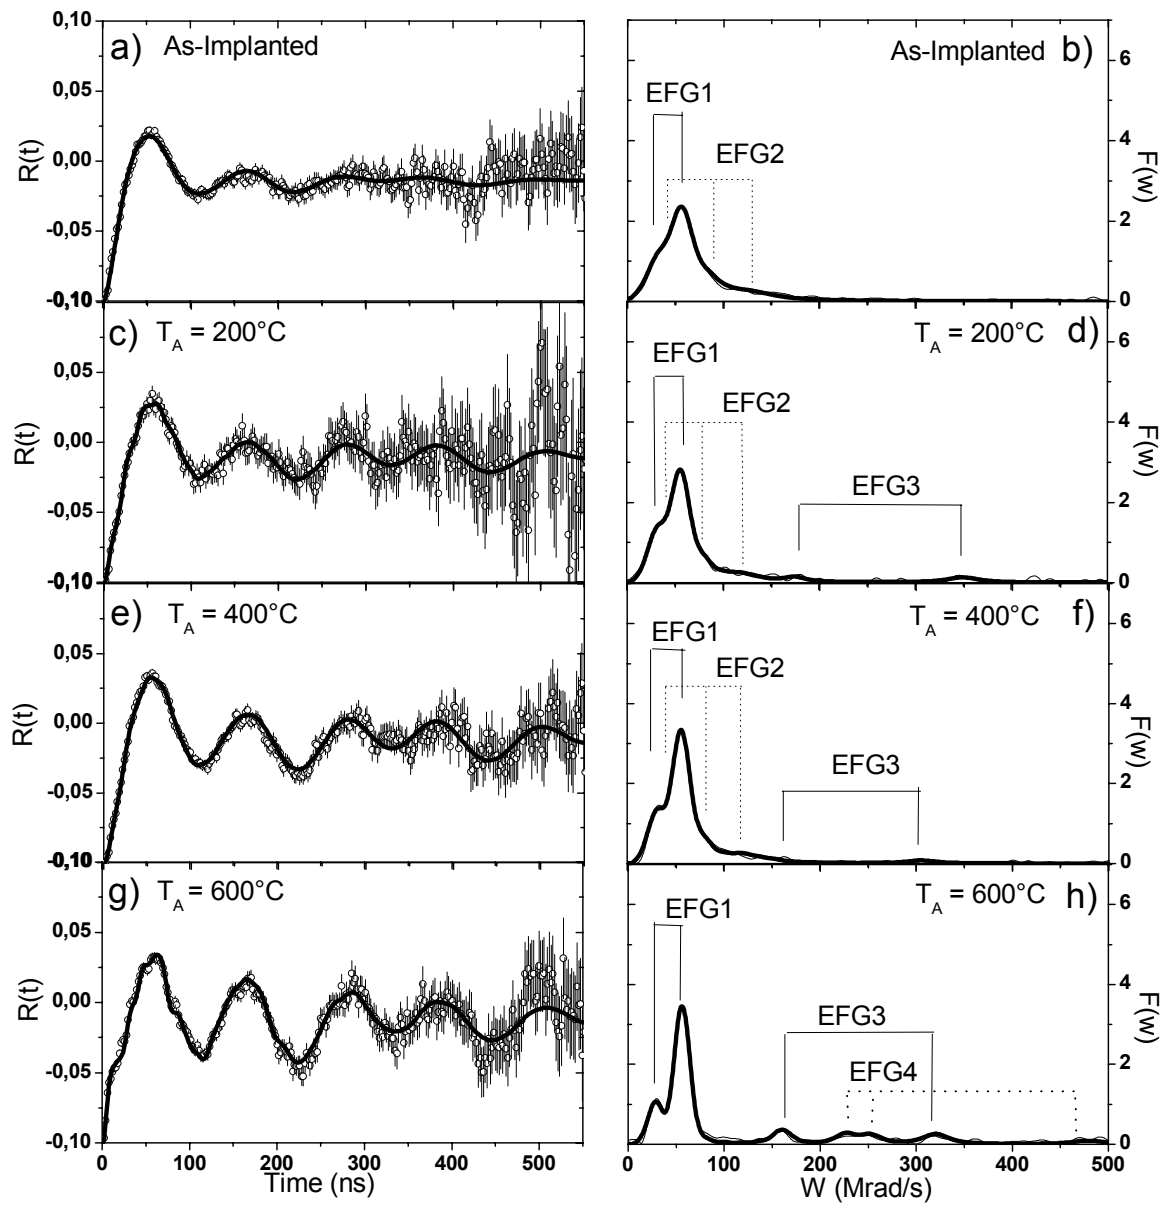 0,10
a) As-Implanted
0,05
0,00
-0,05
-0,10
R(t)
As-Implanted b)
EFG1
EFG2
6
4
2
0
F(w)
c) T_A = 200°C
0,05
0,00
-0,05
-0,10
R(t)
T_A = 200°C d)
EFG1
EFG2
EFG3
6
4
2
0
F(w)
e) T_A = 400°C
0,05
0,00
-0,05
-0,10
R(t)
T_A = 400°C f)
EFG1
EFG2
EFG3
6
4
2
0
F(w)
g) T_A = 600°C
0,05
0,00
-0,05
-0,10
R(t)
0 100 200 300 400 500
Time (ns)
T_A = 600°C h)
EFG1
EFG3
EFG4
6
4
2
0
F(w)
0 100 200 300 400 500
W (Mrad/s)